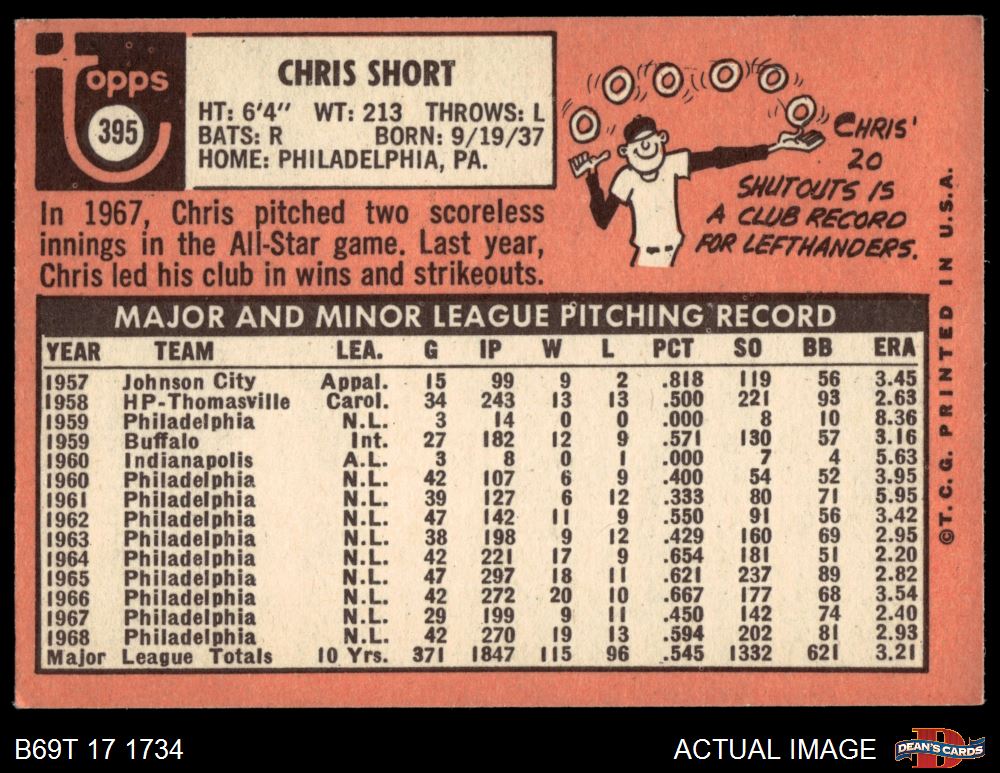 Topps
395
CHRIS SHORT
HT: 6'4" WT: 213 THROWS: L
BATS: R BORN: 9/19/37
HOME: PHILADELPHIA, PA.
In 1967, Chris pitched two scoreless
innings in the All-Star game. Last year,
Chris led his club in wins and strikeouts.
CHRIS'
20
SHUTOUTS IS
A CLUB RECORD
FOR LEFTHANDERS.
MAJOR AND MINOR LEAGUE PITCHING RECORD
YEAR TEAM LEA. G IP W L PCT SO BB ERA
1957 Johnson City Appal. 15 99 9 2 .818 119 56 3.45
1958 HP-Thomasville Carol. 34 243 13 13 .500 221 93 2.63
1959 Philadelphia N.L. 3 14 0 0 .000 8 10 8.36
1959 Buffalo Int. 27 182 12 9 .571 130 57 3.16
1960 Indianapolis A.L. 3 8 0 1 .000 7 4 5.63
1960 Philadelphia N.L. 42 107 6 9 .400 54 52 3.95
1961 Philadelphia N.L. 39 127 6 12 .333 80 71 5.95
1962 Philadelphia N.L. 47 142 11 9 .550 91 56 3.42
1963 Philadelphia N.L. 38 198 9 12 .429 160 69 2.95
1964 Philadelphia N.L. 42 221 17 9 .654 181 51 2.20
1965 Philadelphia N.L. 47 297 18 11 .621 237 89 2.82
1966 Philadelphia N.L. 42 272 20 10 .667 177 68 3.54
1967 Philadelphia N.L. 29 199 9 11 .450 142 74 2.40
1968 Philadelphia N.L. 42 270 19 13 .594 202 81 2.93
Major League Totals 10 Yrs. 371 1847 115 96 .545 1332 621 3.21
©T. C. G. PRINTED IN U.S.A.
B69T 17 1734
ACTUAL IMAGE
D
DEAN'S CARDS